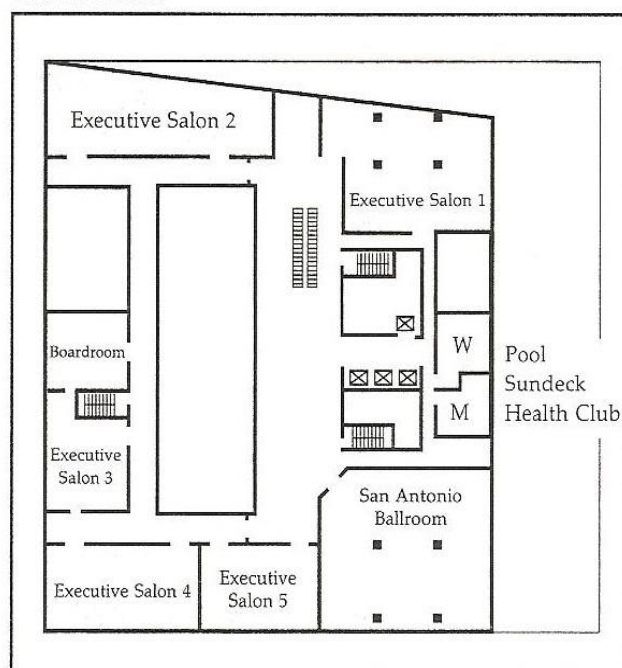 Executive Salon 2
Executive Salon 1
Boardroom
W
Pool
Sundeck
Health Club
M
Executive
Salon 3
San Antonio
Ballroom
Executive Salon 4
Executive
Salon 5